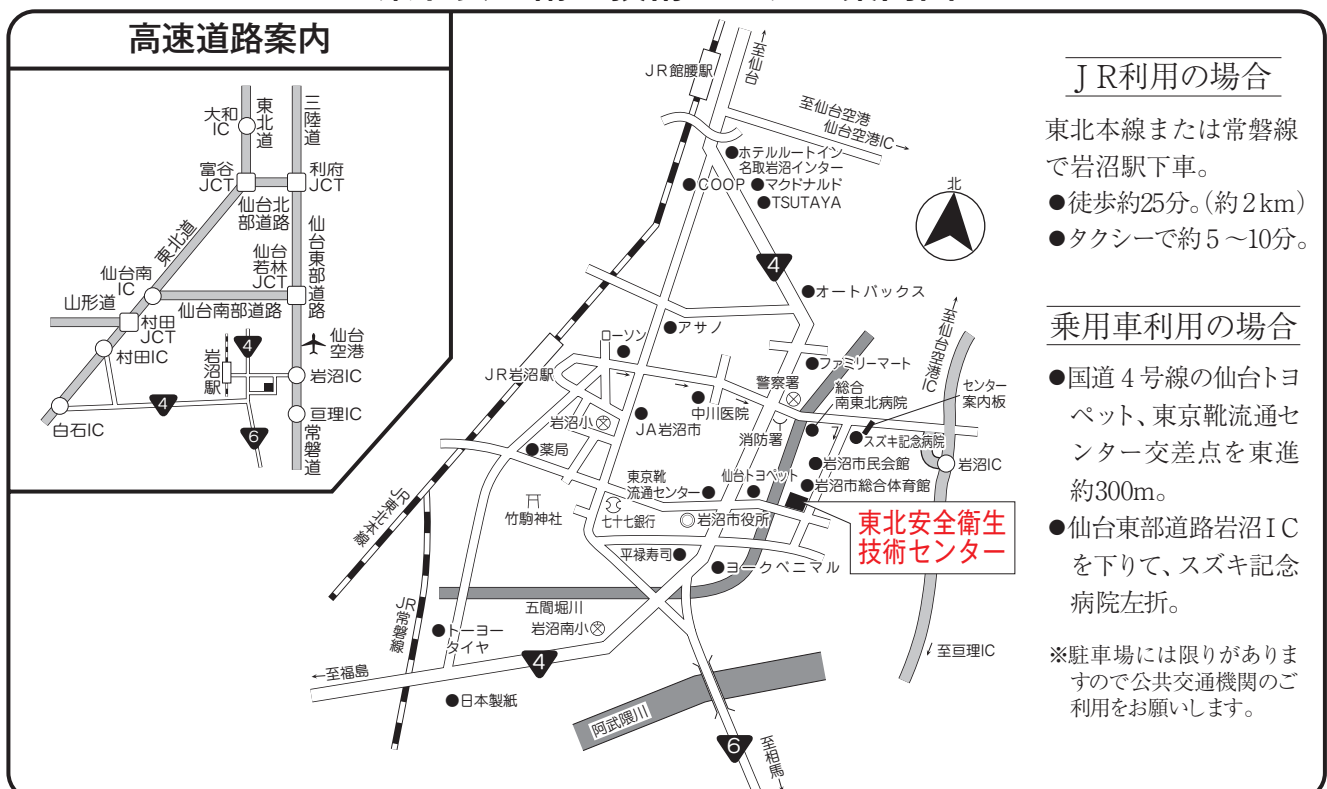 高速道路案内
大和
IC
東北道
三陸道
富谷
JCT
利府
JCT
仙台北
部道路
東北道
仙台東部道路
仙台
若林
JCT
仙台南
IC
仙台南部道路
山形道
村田
JCT
村田IC
4
岩沼駅
仙台
空港
岩沼IC
4
亘理IC
白石IC
6
常磐道
JR館腰駅
↑至仙台
至仙台空港
仙台空港IC→
●ホテルルートイン
名取岩沼インター
●COOP
●マクドナルド
●TSUTAYA
北
4
●オートバックス
↑至仙台空港IC
●アサノ
ローソン
●
●ファミリーマート
JR岩沼駅
警察署
総合
南東北病院
センター
案内板
岩沼小
中川医院
JA岩沼市
消防署
スズキ記念病院
●薬局
●岩沼市民会館
岩沼IC
東京靴
流通センター●
仙台トヨペット
●岩沼市総合体育館
竹駒神社
七十七銀行
◎岩沼市役所
東北安全衛生
技術センター
JR東北本線
平禄寿司●
●ヨークベニマル
五間堀川
JR常磐線
●トーヨー
タイヤ
岩沼南小
4
←至福島
↓至亘理IC
●日本製紙
阿武隈川
6
至相馬→
JR利用の場合
東北本線または常磐線
で岩沼駅下車。
●徒歩約25分。(約2km)
●タクシーで約5～10分。
乗用車利用の場合
●国道4号線の仙台トヨ
ペット、東京靴流通セ
ンター交差点を東進
約300m。
●仙台東部道路岩沼IC
を下りて、スズキ記念
病院左折。
※駐車場には限りがありま
すので公共交通機関のご
利用をお願いします。